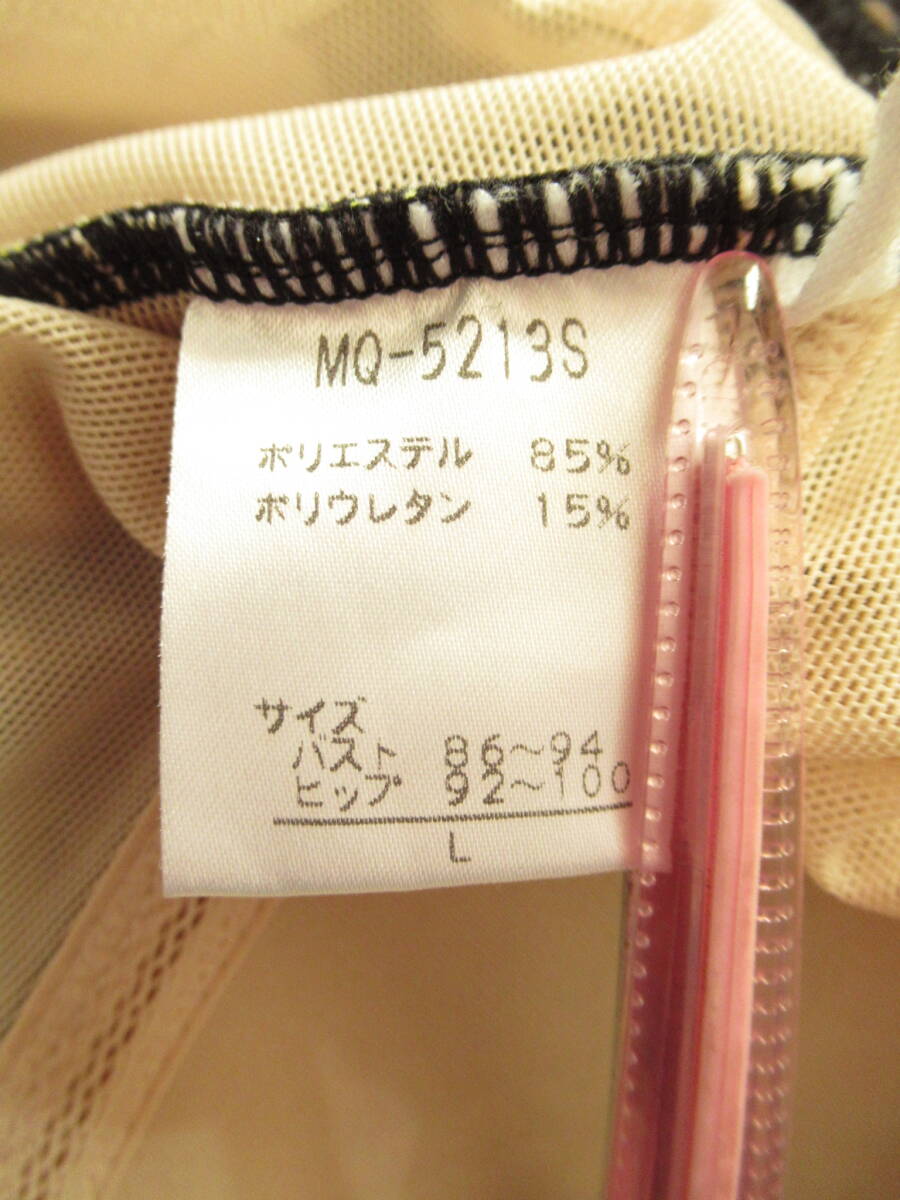 MQ-5213S
ポリエステル 85%
ポリウレタン 15%
サイズ
バスト 86~94
ヒップ 92~100
L